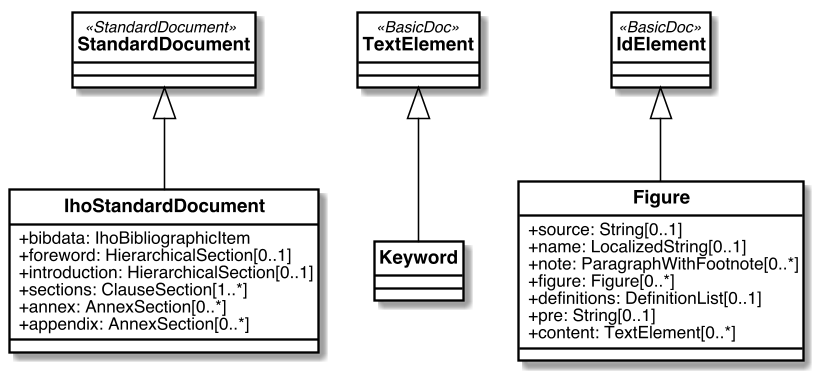 «StandardDocument»
StandardDocument
«BasicDoc»
TextElement
«BasicDoc»
IdElement
IhoStandardDocument
+bibdata: IhoBibliographicItem
+foreword: HierarchicalSection[0..1]
+introduction: HierarchicalSection[0..1]
+sections: ClauseSection[1..*]
+annex: AnnexSection[0..*]
+appendix: AnnexSection[0..*]
Keyword
Figure
+source: String[0..1]
+name: LocalizedString[0..1]
+note: ParagraphWithFootnote[0..*]
+figure: Figure[0..*]
+definitions: DefinitionList[0..1]
+pre: String[0..1]
+content: TextElement[0..*]